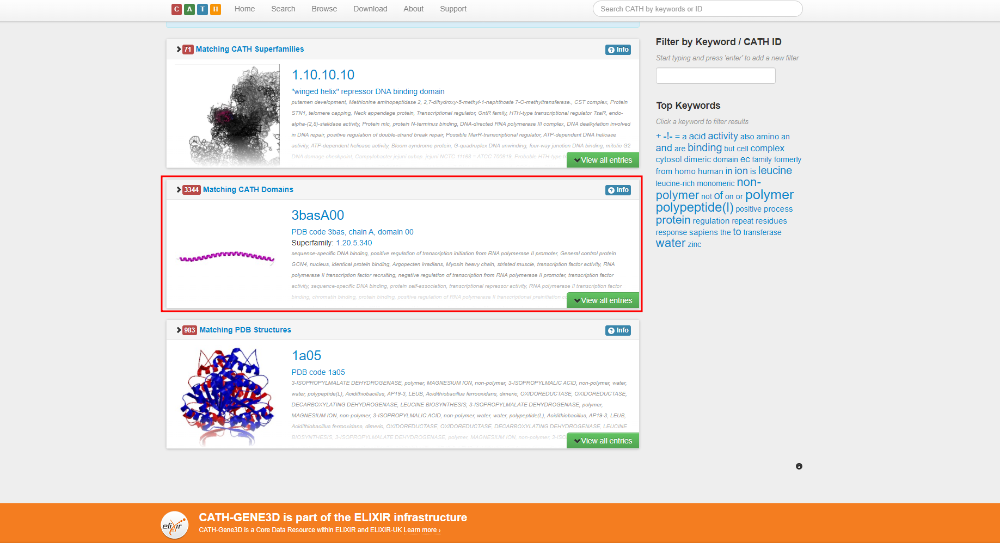 C A T H Home Search Browse Download About Support Search CATH by keywords or ID
71 Matching CATH Superfamilies Info
1.10.10.10
"winged helix" repressor DNA binding domain
putamen development, Methionine aminopeptidase 2, 2,7-dihydroxy-5-methyl-1-naphthoate 7-O-methyltransferase., CST complex, Protein
STN1, telomere capping, Neck appendage protein, Transcriptional regulator, GntR family, HTH-type transcriptional regulator TsaR, endo-
alpha-(2,8)-sialidase activity, Protein mlc, protein N-terminus binding, DNA-directed RNA polymerase III complex, DNA dealkylation involved
in DNA repair, positive regulation of double-strand break repair, Possible MarR-transcriptional regulator, ATP-dependent DNA helicase
activity, ATP-dependent helicase activity, Bloom syndrome protein, G-quadruplex DNA unwinding, four-way junction DNA binding, mitotic G2
DNA damage checkpoint, Campylobacter jejuni subsp. jejuni NCTC 11168 = ATCC 700819, Probable HTH-type
View all entries
3344 Matching CATH Domains Info
3basA00
PDB code 3bas, chain A, domain 00
Superfamily: 1.20.5.340
sequence-specific DNA binding, positive regulation of transcription initiation from RNA polymerase II promoter, General control protein
GCN4, nucleus, identical protein binding, Argopecten irradians, Myosin heavy chain, striated muscle, transcription factor activity, RNA
polymerase II transcription factor recruiting, negative regulation of transcription from RNA polymerase II promoter, transcription factor
activity, sequence-specific DNA binding, protein self-association, transcriptional repressor activity, RNA polymerase II transcription factor
binding, chromatin binding, protein binding, positive regulation of RNA polymerase II transcriptional preinitiation
View all entries
983 Matching PDB Structures Info
1a05
PDB code 1a05
3-ISOPROPYLMALATE DEHYDROGENASE, polymer, MAGNESIUM ION, non-polymer, 3-ISOPROPYLMALIC ACID, non-polymer, water,
water, polypeptide(L), Acidithiobacillus, AP19-3, LEUB, Acidithiobacillus ferrooxidans, dimeric, OXIDOREDUCTASE, OXIDOREDUCTASE,
DECARBOXYLATING DEHYDROGENASE, LEUCINE BIOSYNTHESIS, 3-ISOPROPYLMALATE DEHYDROGENASE, polymer,
MAGNESIUM ION, non-polymer, 3-ISOPROPYLMALIC ACID, non-polymer, water, water, polypeptide(L), Acidithiobacillus, AP19-3, LEUB,
Acidithiobacillus ferrooxidans, dimeric, OXIDOREDUCTASE, OXIDOREDUCTASE, DECARBOXYLATING DEHYDROGENASE, LEUCINE
BIOSYNTHESIS, 3-ISOPROPYLMALATE DEHYDROGENASE, polymer, MAGNESIUM ION, non-polymer,
View all entries
Filter by Keyword / CATH ID
Start typing and press 'enter' to add a new filter
Top Keywords
Click a keyword to filter results
+ -!- = a acid activity also amino an
and are binding but cell complex
cytosol dimeric domain ec family formerly
from homo human in ion is leucine
leucine-rich monomeric non-
polymer not of on or polymer
polypeptide(l) positive process
protein regulation repeat residues
response sapiens the to transferase
water zinc
elixir
CATH-GENE3D is part of the ELIXIR infrastructure
CATH-Gene3D is a Core Data Resource within ELIXIR and ELIXIR-UK Learn more ›